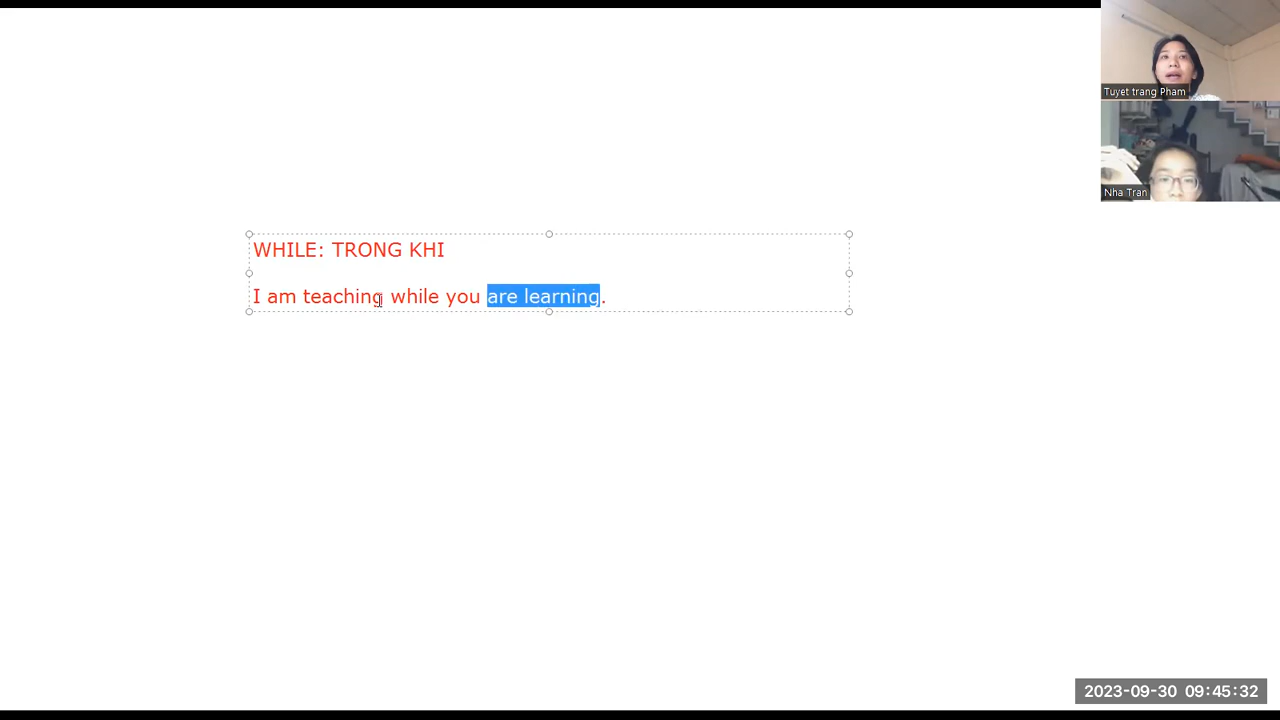 Tuyet trang Pham
Nha Tran
WHILE: TRONG KHI
I am teaching while you are learning.
2023-09-30 09:45:32